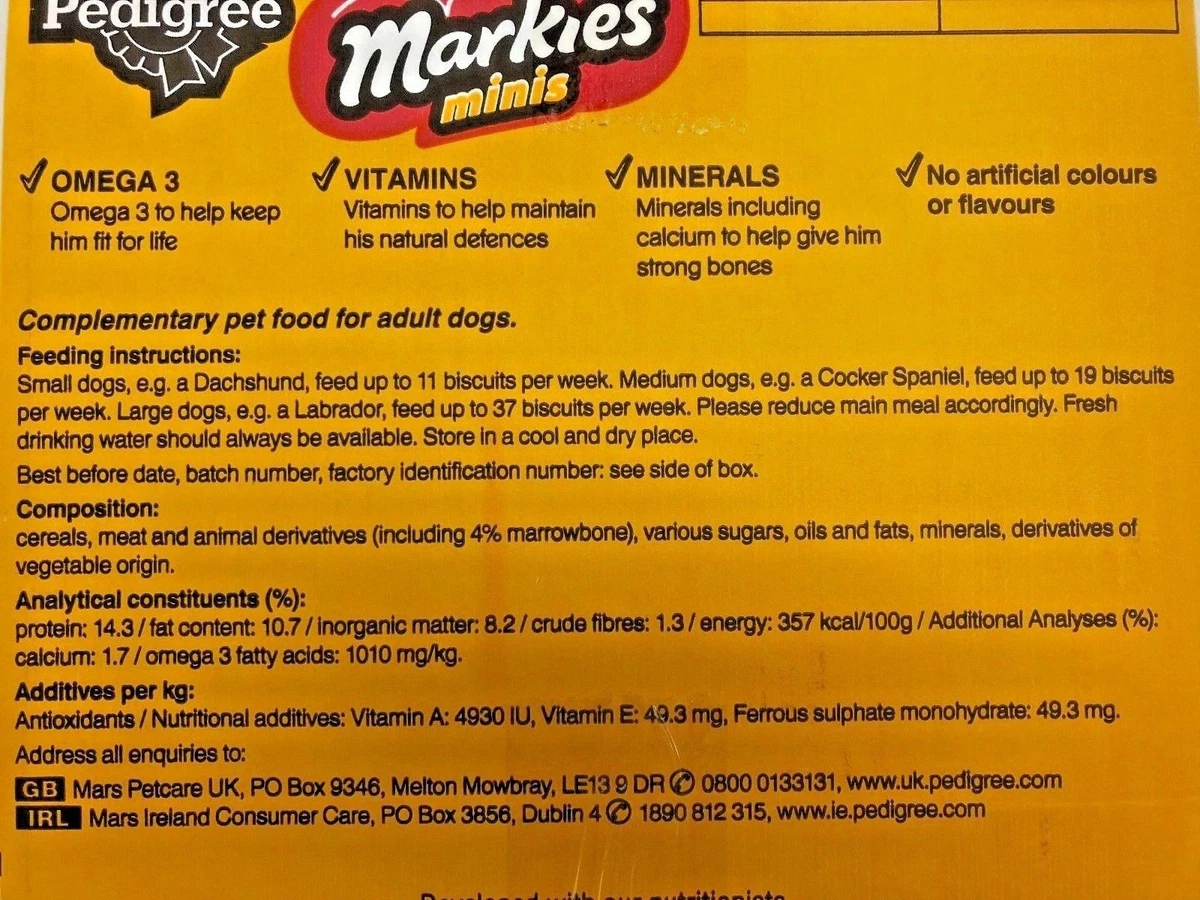 Pedigree
Markies
minis
OMEGA 3
Omega 3 to help keep
him fit for life
VITAMINS
Vitamins to help maintain
his natural defences
MINERALS
Minerals including
calcium to help give him
strong bones
No artificial colours
or flavours
Complementary pet food for adult dogs.
Feeding instructions:
Small dogs, e.g. a Dachshund, feed up to 11 biscuits per week. Medium dogs, e.g. a Cocker Spaniel, feed up to 19 biscuits
per week. Large dogs, e.g. a Labrador, feed up to 37 biscuits per week. Please reduce main meal accordingly. Fresh
drinking water should always be available. Store in a cool and dry place.
Best before date, batch number, factory identification number: see side of box.
Composition:
cereals, meat and animal derivatives (including 4% marrowbone), various sugars, oils and fats, minerals, derivatives of
vegetable origin.
Analytical constituents (%):
protein: 14.3 / fat content: 10.7 / inorganic matter: 8.2 / crude fibres: 1.3 / energy: 357 kcal/100g / Additional Analyses (%):
calcium: 1.7 / omega 3 fatty acids: 1010 mg/kg.
Additives per kg:
Antioxidants / Nutritional additives: Vitamin A: 4930 IU, Vitamin E: 49.3 mg, Ferrous sulphate monohydrate: 49.3 mg.
Address all enquiries to:
GB Mars Petcare UK, PO Box 9346, Melton Mowbray, LE13 9 DR ✆ 0800 0133131, www.uk.pedigree.com
IRL Mars Ireland Consumer Care, PO Box 3856, Dublin 4 ✆ 1890 812 315, www.ie.pedigree.com
Developed with our nutritionists